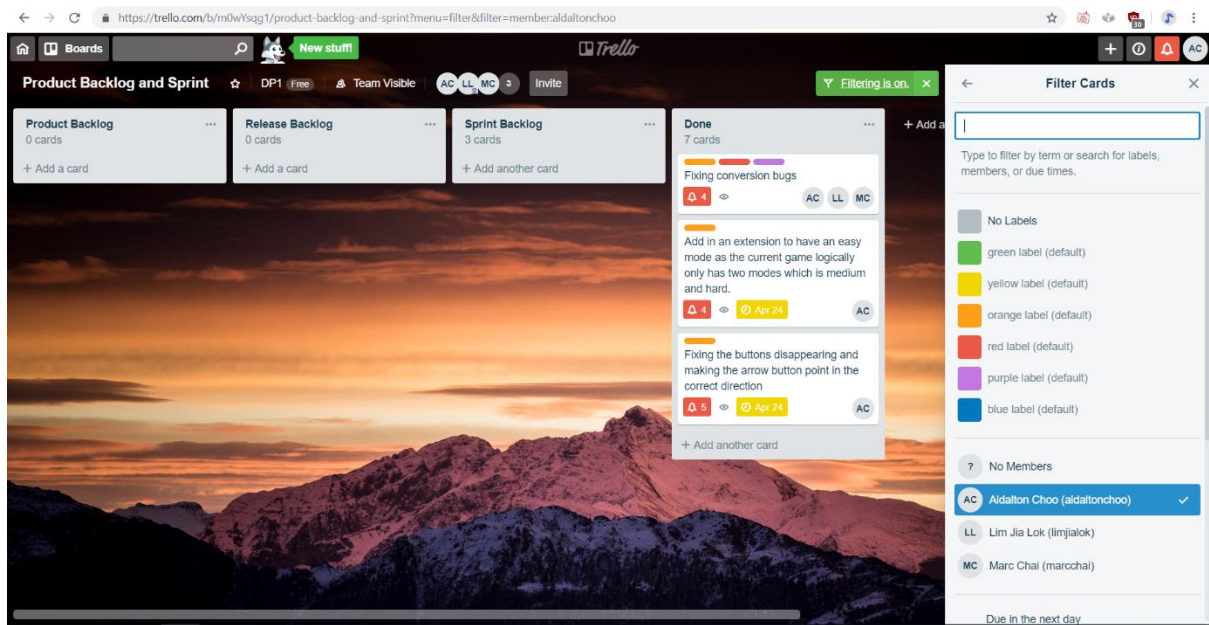 https://trello.com/b/m0wYsqg1/product-backlog-and-sprint?menu=filter&filter=member:aldaltonchoo
30
Boards
New stuff!
Trello
AC
Product Backlog and Sprint
DP1 Free
Team Visible
AC LL MC 3
Invite
Filtering is on.
Product Backlog
0 cards
+ Add a card
Release Backlog
0 cards
+ Add a card
Sprint Backlog
3 cards
+ Add another card
Done
7 cards
Fixing conversion bugs
4
AC LL MC
Add in an extension to have an easy
mode as the current game logically
only has two modes which is medium
and hard.
4 Apr 24 AC
Fixing the buttons disappearing and
making the arrow button point in the
correct direction
5 Apr 24 AC
+ Add another card
+ Add a
Filter Cards
Type to filter by term or search for labels,
members, or due times.
No Labels
green label (default)
yellow label (default)
orange label (default)
red label (default)
purple label (default)
blue label (default)
? No Members
AC Aldalton Choo (aldaltonchoo)
LL Lim Jia Lok (limjialok)
MC Marc Chai (marcchai)
Due in the next day